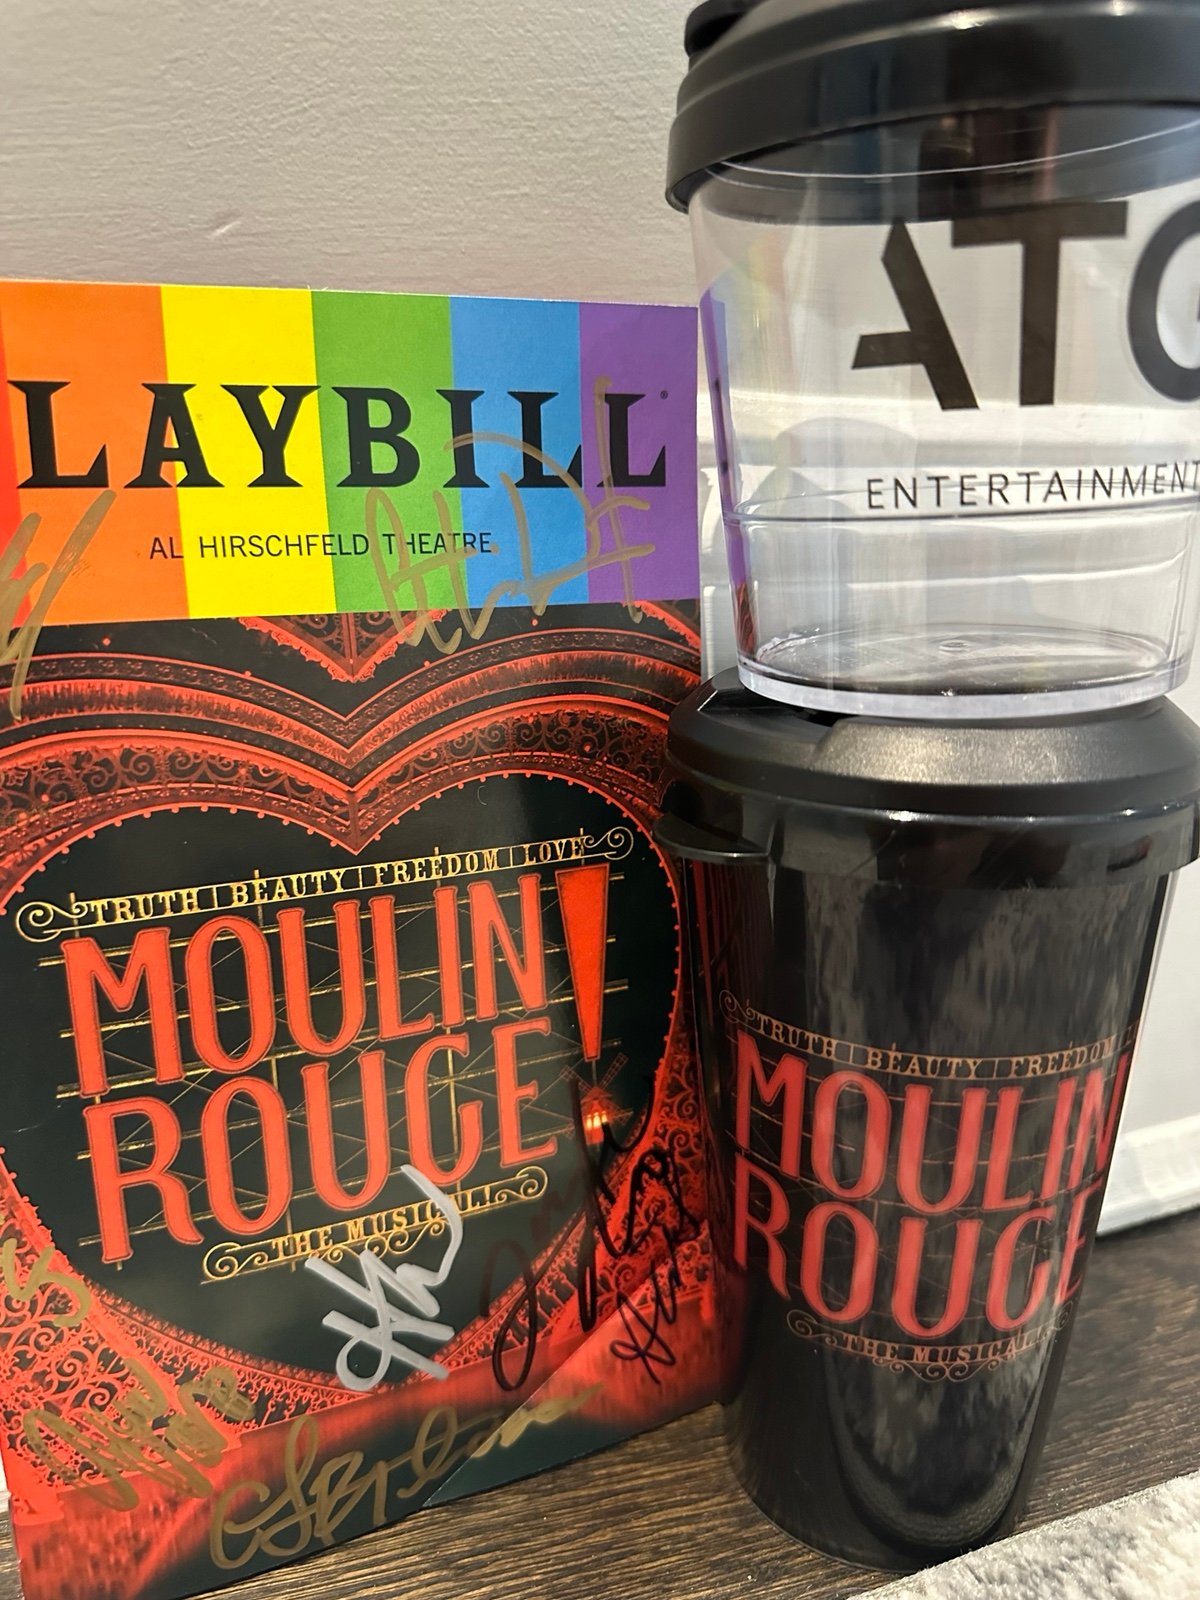 LAYBILL
AL HIRSCHFELD THEATRE
TRUTH | BEAUTY | FREEDOM | LOVE
MOULIN
ROUGE!
THE MUSICAL!
ATG
ENTERTAINMENT
TRUTH | BEAUTY | FREEDOM
MOULIN
ROUGE
THE MUSICAL